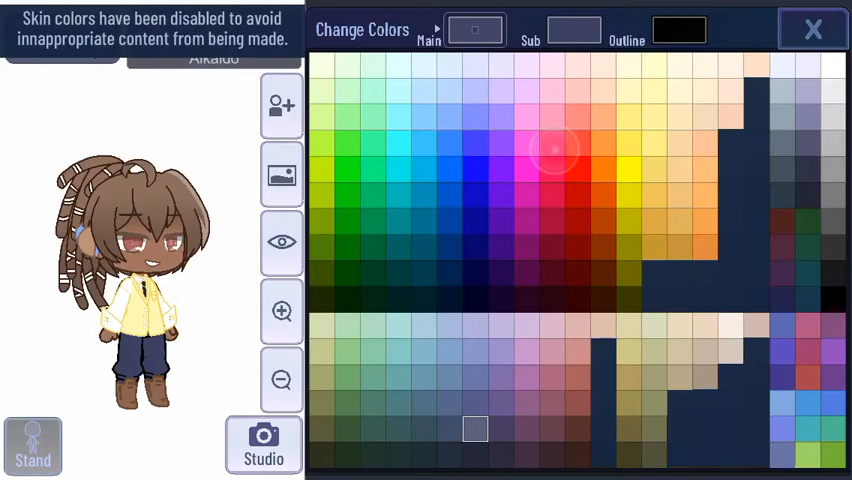 Skin colors have been disabled to avoid
innappropriate content from being made.
Aikaido
Change Colors
Main
Sub
Outline
X
Stand
Studio